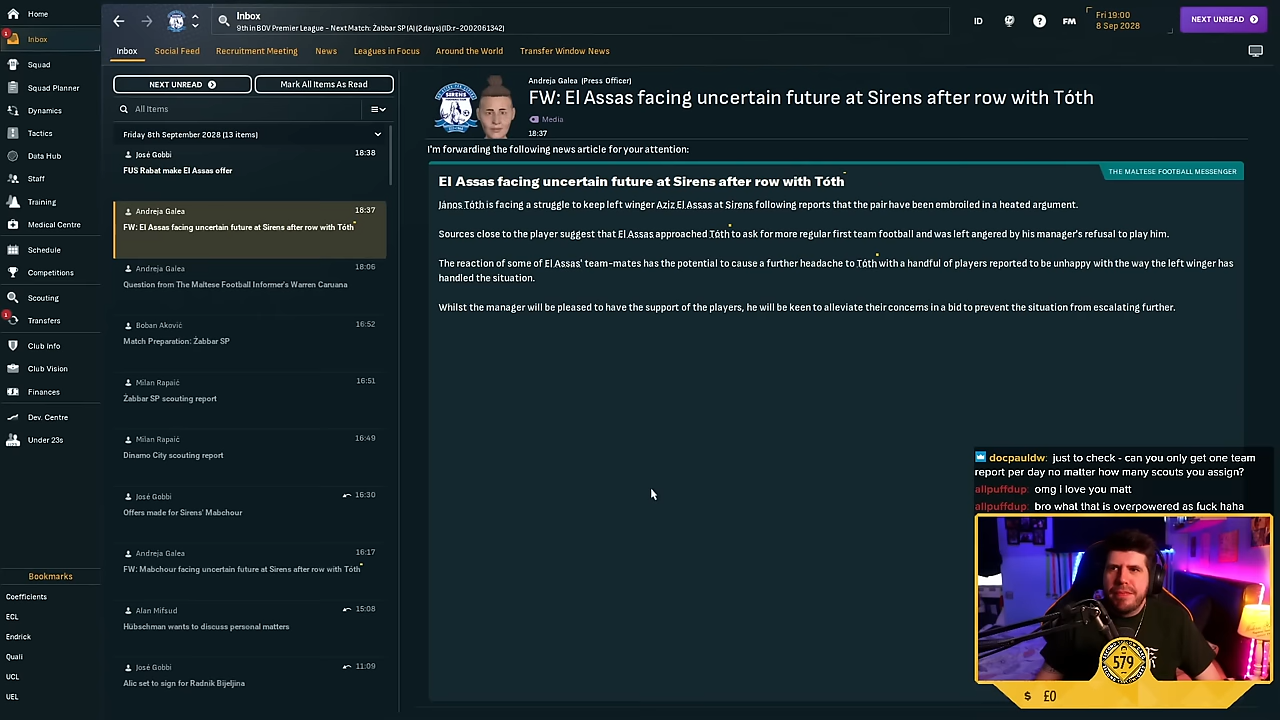 Inbox
9th in BOV Premier League - Next Match: Żabbar SP (A) (2 days) (ID:r-2002061342)
ID
FM
Fri 19:00
8 Sep 2028
NEXT UNREAD
Home
1
Inbox
Squad
Squad Planner
Dynamics
Tactics
Data Hub
Staff
Training
Medical Centre
Schedule
Competitions
Scouting
1
Transfers
Club Info
Club Vision
Finances
Dev. Centre
Under 23s
Bookmarks
Coefficients
ECL
Endrick
Quali
UCL
UEL
Inbox
Social Feed
Recruitment Meeting
News
Leagues in Focus
Around the World
Transfer Window News
NEXT UNREAD
Mark All Items As Read
All Items
Friday 8th September 2028 (13 items)
José Gobbi 18:38
FUS Rabat make El Assas offer
Andreja Galea 18:37
FW: El Assas facing uncertain future at Sirens after row with Tóth
Andreja Galea 18:06
Question from The Maltese Football Informer's Warren Caruana
Boban Aković 16:52
Match Preparation: Żabbar SP
Milan Rapaić 16:51
Żabbar SP scouting report
Milan Rapaić 16:49
Dinamo City scouting report
José Gobbi 16:30
Offers made for Sirens' Mabchour
Andreja Galea 16:17
FW: Mabchour facing uncertain future at Sirens after row with Tóth
Alan Mifsud 15:08
Hübschman wants to discuss personal matters
José Gobbi 11:09
Alic set to sign for Radnik Bijeljina
SIRENS
Andreja Galea (Press Officer)
FW: El Assas facing uncertain future at Sirens after row with Tóth
Media
18:37
I'm forwarding the following news article for your attention:
THE MALTESE FOOTBALL MESSENGER
El Assas facing uncertain future at Sirens after row with Tóth
János Tóth is facing a struggle to keep left winger Aziz El Assas at Sirens following reports that the pair have been embroiled in a heated argument.
Sources close to the player suggest that El Assas approached Tóth to ask for more regular first team football and was left angered by his manager's refusal to play him.
The reaction of some of El Assas' team-mates has the potential to cause a further headache to Tóth with a handful of players reported to be unhappy with the way the left winger has
handled the situation.
Whilst the manager will be pleased to have the support of the players, he will be keen to alleviate their concerns in a bid to prevent the situation from escalating further.
docpauldw: just to check - can you only get one team
report per day no matter how many scouts you assign?
allpuffdup: omg I love you matt
allpuffdup: bro what that is overpowered as fuck haha
579
$ £0